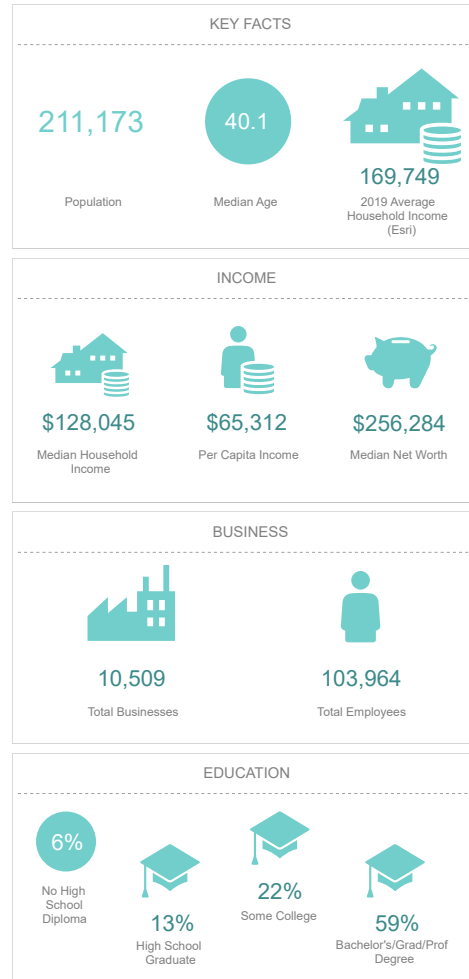 KEY FACTS
211,173
Population
40.1
Median Age
169,749
2019 Average
Household Income
(Esri)
INCOME
$128,045
Median Household
Income
$65,312
Per Capita Income
$256,284
Median Net Worth
BUSINESS
10,509
Total Businesses
103,964
Total Employees
EDUCATION
6%
No High
School
Diploma
13%
High School
Graduate
22%
Some College
59%
Bachelor's/Grad/Prof
Degree